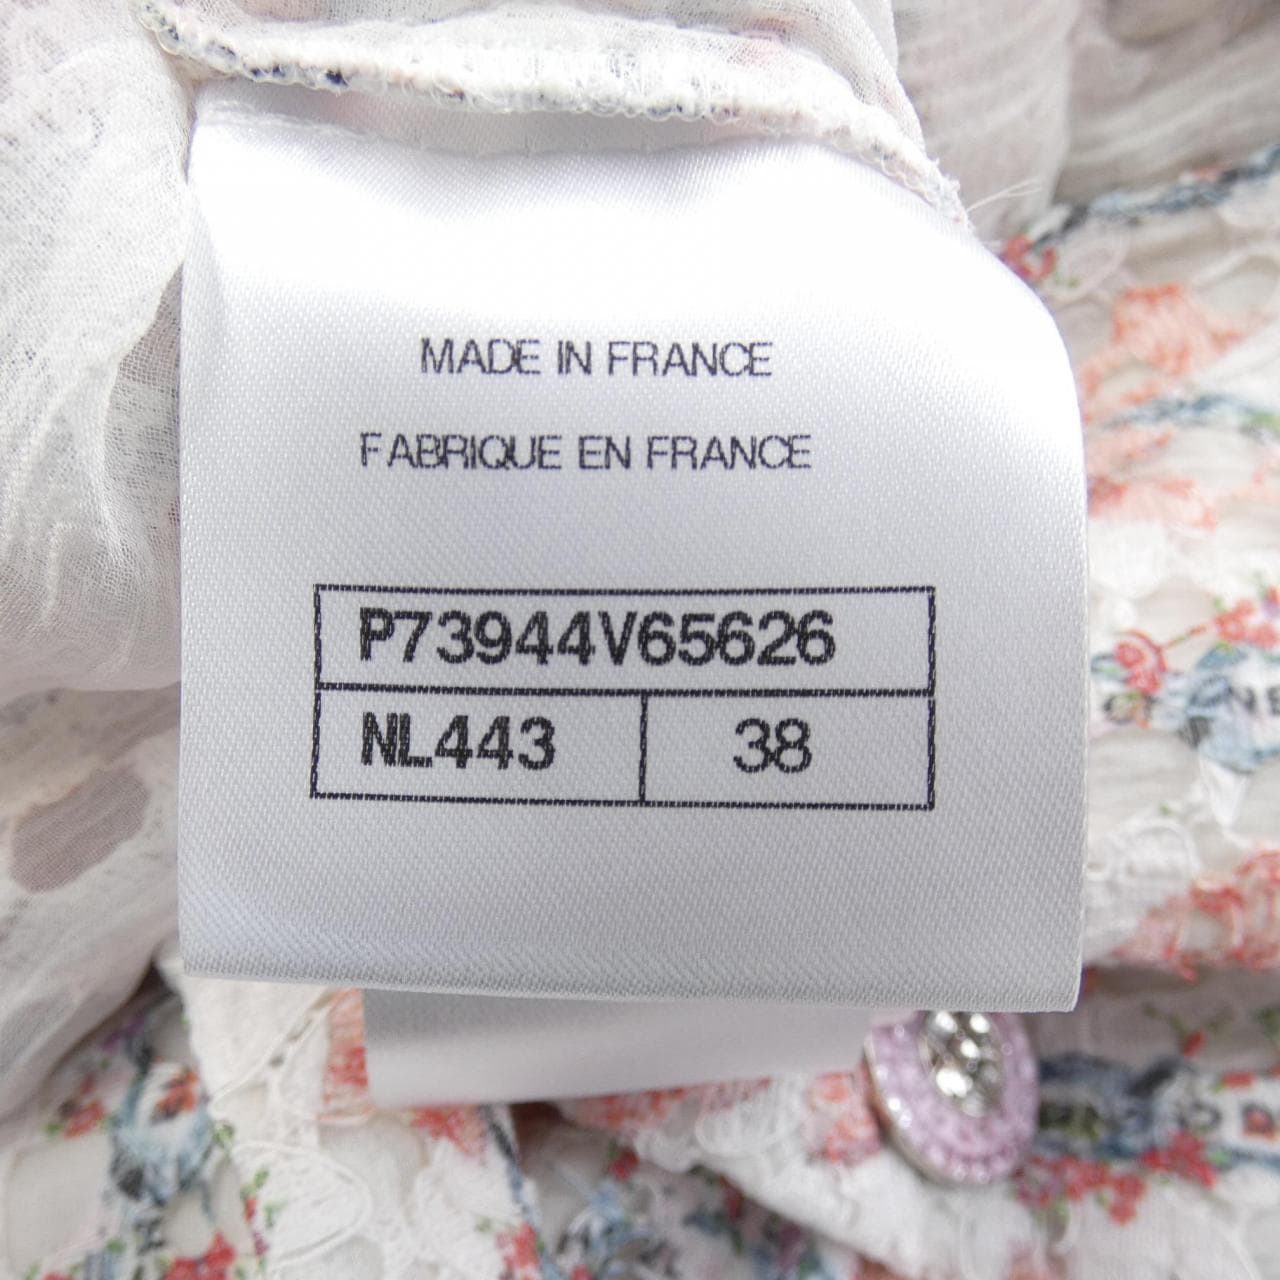 MADE IN FRANCE
FABRIQUE EN FRANCE
P73944V65626
NL443 38